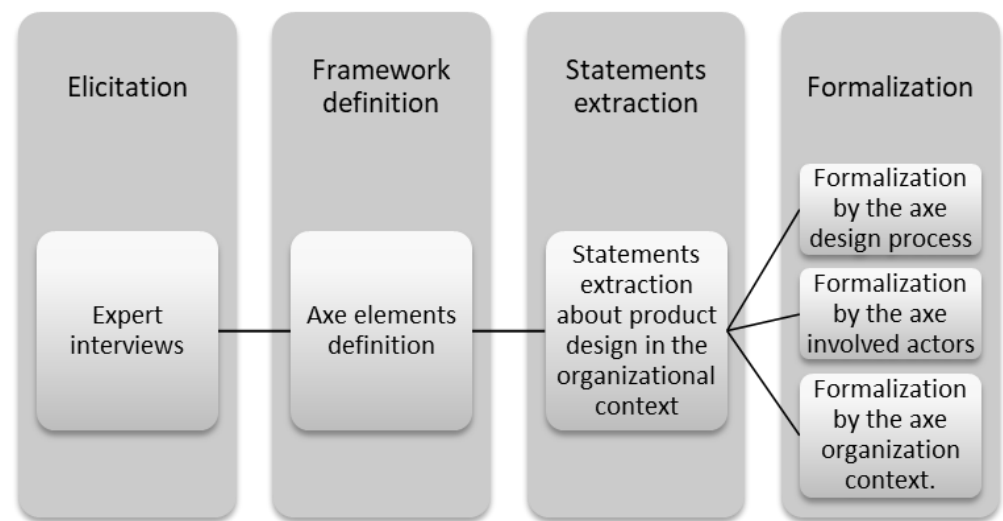 Elicitation
Expert
interviews
Framework
definition
Axe elements
definition
Statements
extraction
Statements
extraction
about product
design in the
organizational
context
Formalization
Formalization
by the axe
design process
Formalization
by the axe
involved actors
Formalization
by the axe
organization
context.